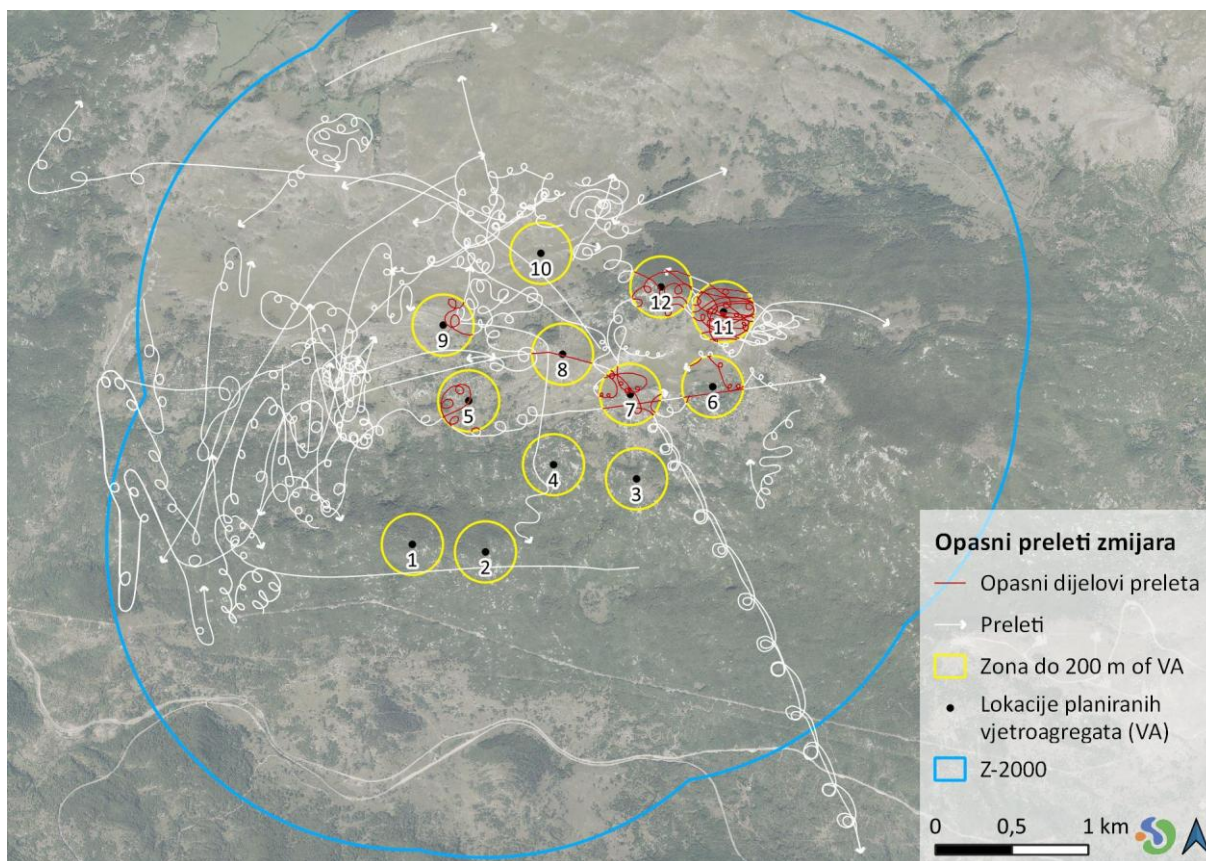 10
12
11
9
8
7
6
5
4
3
1
2
Opasni preleti zmijara
Opasni dijelovi preleta
Preleti
Zona do 200 m of VA
Lokacije planiranih
vjetroagregata (VA)
Z-2000
0 0,5 1 km